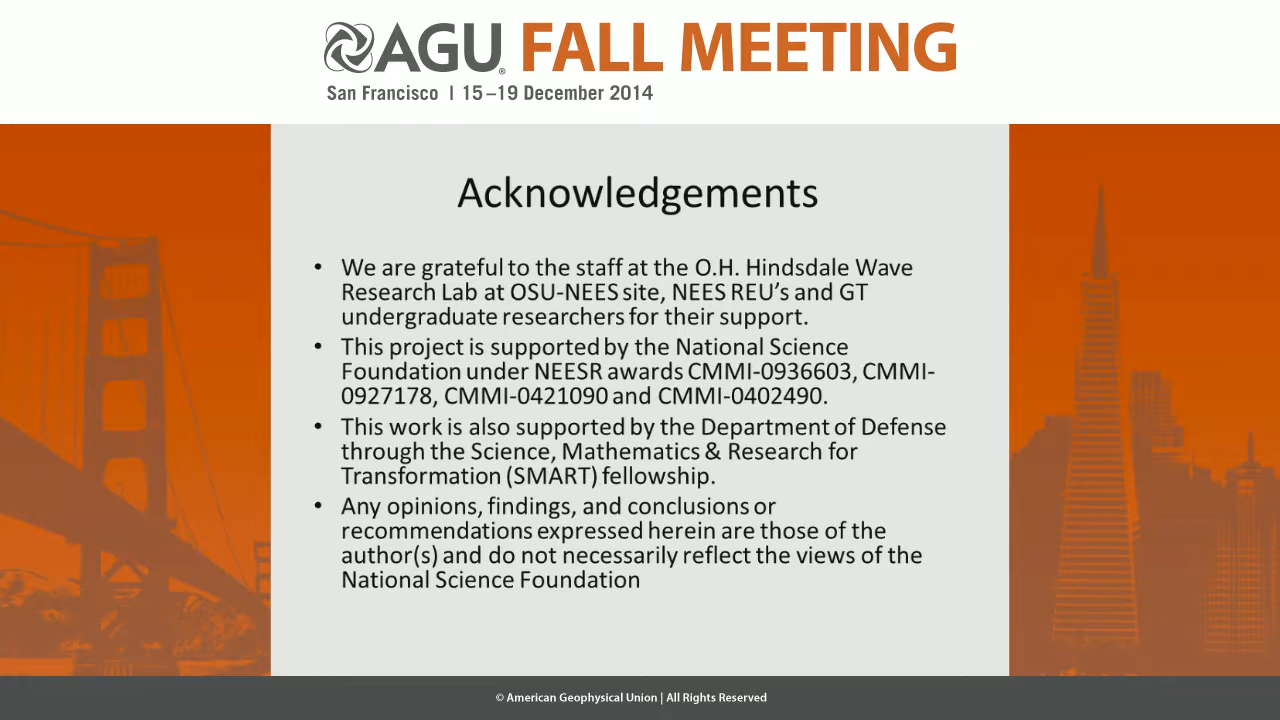 AGU® FALL MEETING
San Francisco | 15–19 December 2014
Acknowledgements
• We are grateful to the staff at the O.H. Hindsdale Wave
Research Lab at OSU-NEES site, NEES REU's and GT
undergraduate researchers for their support.
• This project is supported by the National Science
Foundation under NEESR awards CMMI-0936603, CMMI-
0927178, CMMI-0421090 and CMMI-0402490.
• This work is also supported by the Department of Defense
through the Science, Mathematics & Research for
Transformation (SMART) fellowship.
• Any opinions, findings, and conclusions or
recommendations expressed herein are those of the
author(s) and do not necessarily reflect the views of the
National Science Foundation
© American Geophysical Union | All Rights Reserved